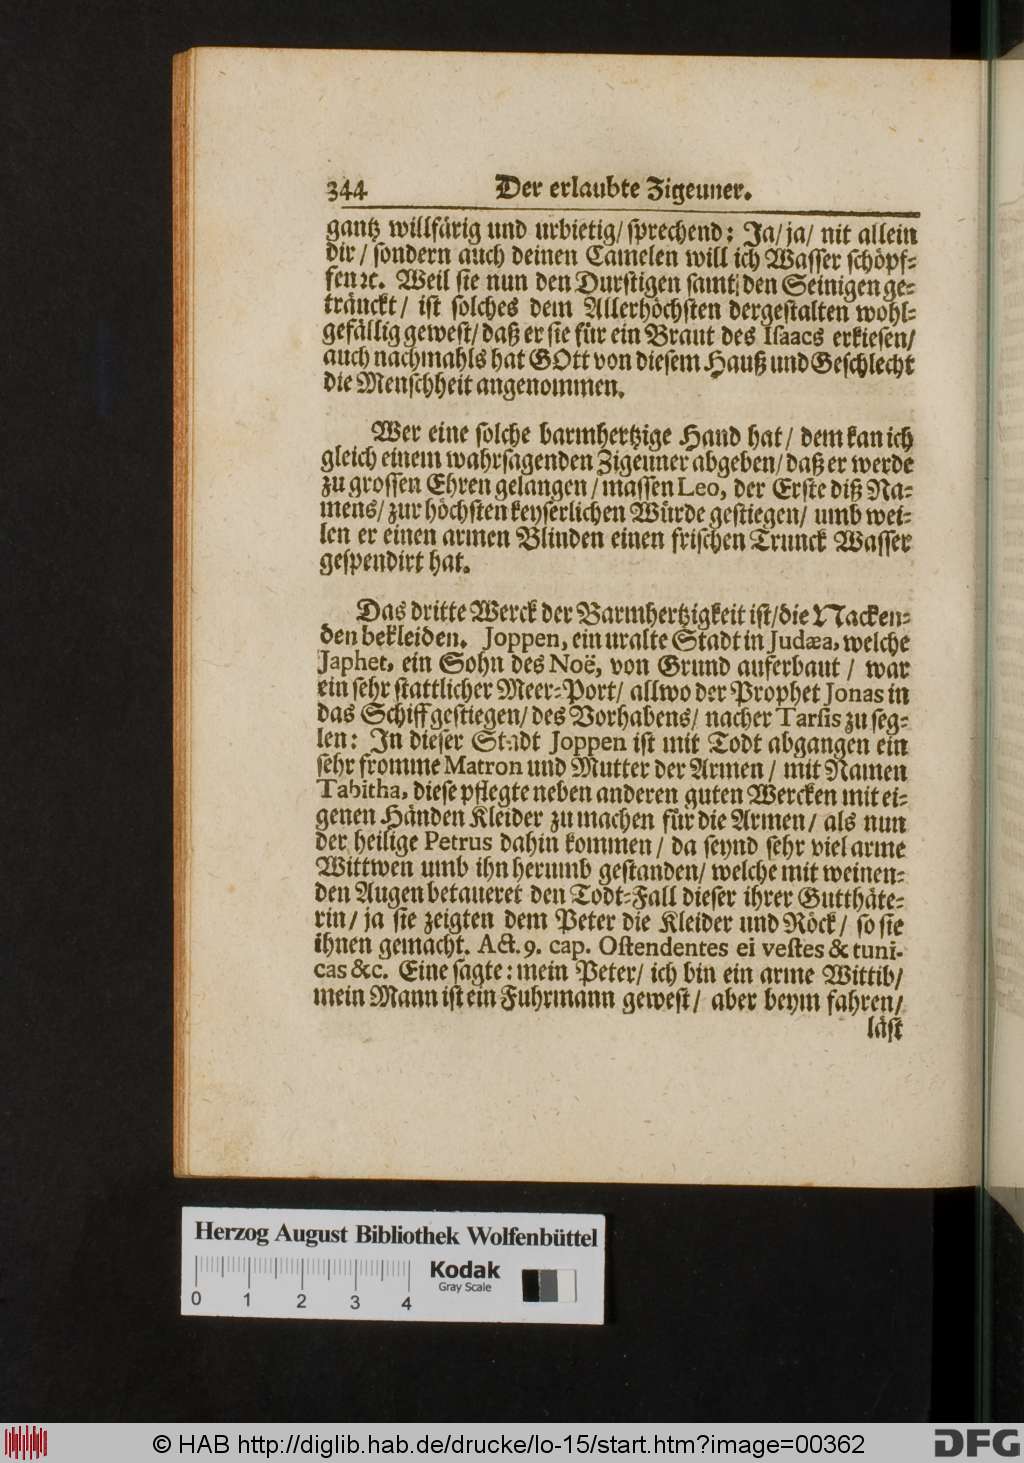 344 Der erlaubte Zigeuner.
gantz willfärig und urbietig/ sprechend: Ja/ ja/ nit allein
dir/ sondern auch deinen Camelen will ich Wasser schöpf-
fen ꝛc. Weil sie nun den Durstigen samt den Seinigen ge-
tränckt/ ist solches dem Allerhöchsten dergestalten wohl-
gefällig gewest/ daß er sie für ein Braut des Isaacs erkiesen/
auch nachmahls hat GOtt von diesem Hauß und Geschlecht
die Menschheit angenommen.
Wer eine solche barmhertzige Hand hat/ dem kan ich
gleich einem wahrsagenden Zigeuner abgeben/ daß er werde
zu grossen Ehren gelangen/ massen Leo, der Erste diß Na-
mens/ zur höchsten keyserlichen Würde gestiegen/ umb wei-
len er einen armen Blinden einen frischen Trunck Wasser
gespendirt hat.
Das dritte Werck der Barmhertzigkeit ist/ die Nacken-
den bekleiden. Joppen, ein uralte Stadt in Judæa, welche
Japhet, ein Sohn des Noë, von Grund auferbaut/ war
ein sehr stattlicher Meer-Port/ allwo der Prophet Jonas in
das Schiff gestiegen/ des Vorhabens/ nacher Tarsis zu seg-
len: In dieser Stadt Joppen ist mit Todt abgangen ein
sehr fromme Matron und Mutter der Armen/ mit Namen
Tabitha, diese pflegte neben anderen guten Wercken mit ei-
genen Händen Kleider zu machen für die Armen/ als nun
der heilige Petrus dahin kommen/ da seynd sehr viel arme
Wittwen umb ihn herumb gestanden/ welche mit weinen-
den Augen betaueret den Todt-Fall dieser ihrer Gutthäte-
rin/ ja sie zeigten dem Peter die Kleider und Röck/ so sie
ihnen gemacht. Act. 9. cap. Ostendentes ei vestes & tuni-
cas &c. Eine sagte: mein Peter/ ich bin ein arme Wittib/
mein Mann ist ein Fuhrmann gewest/ aber beym fahren/
läst
Herzog August Bibliothek Wolfenbüttel
Kodak
Gray Scale
0 1 2 3 4
© HAB http://diglib.hab.de/drucke/lo-15/start.htm?image=00362
DFG